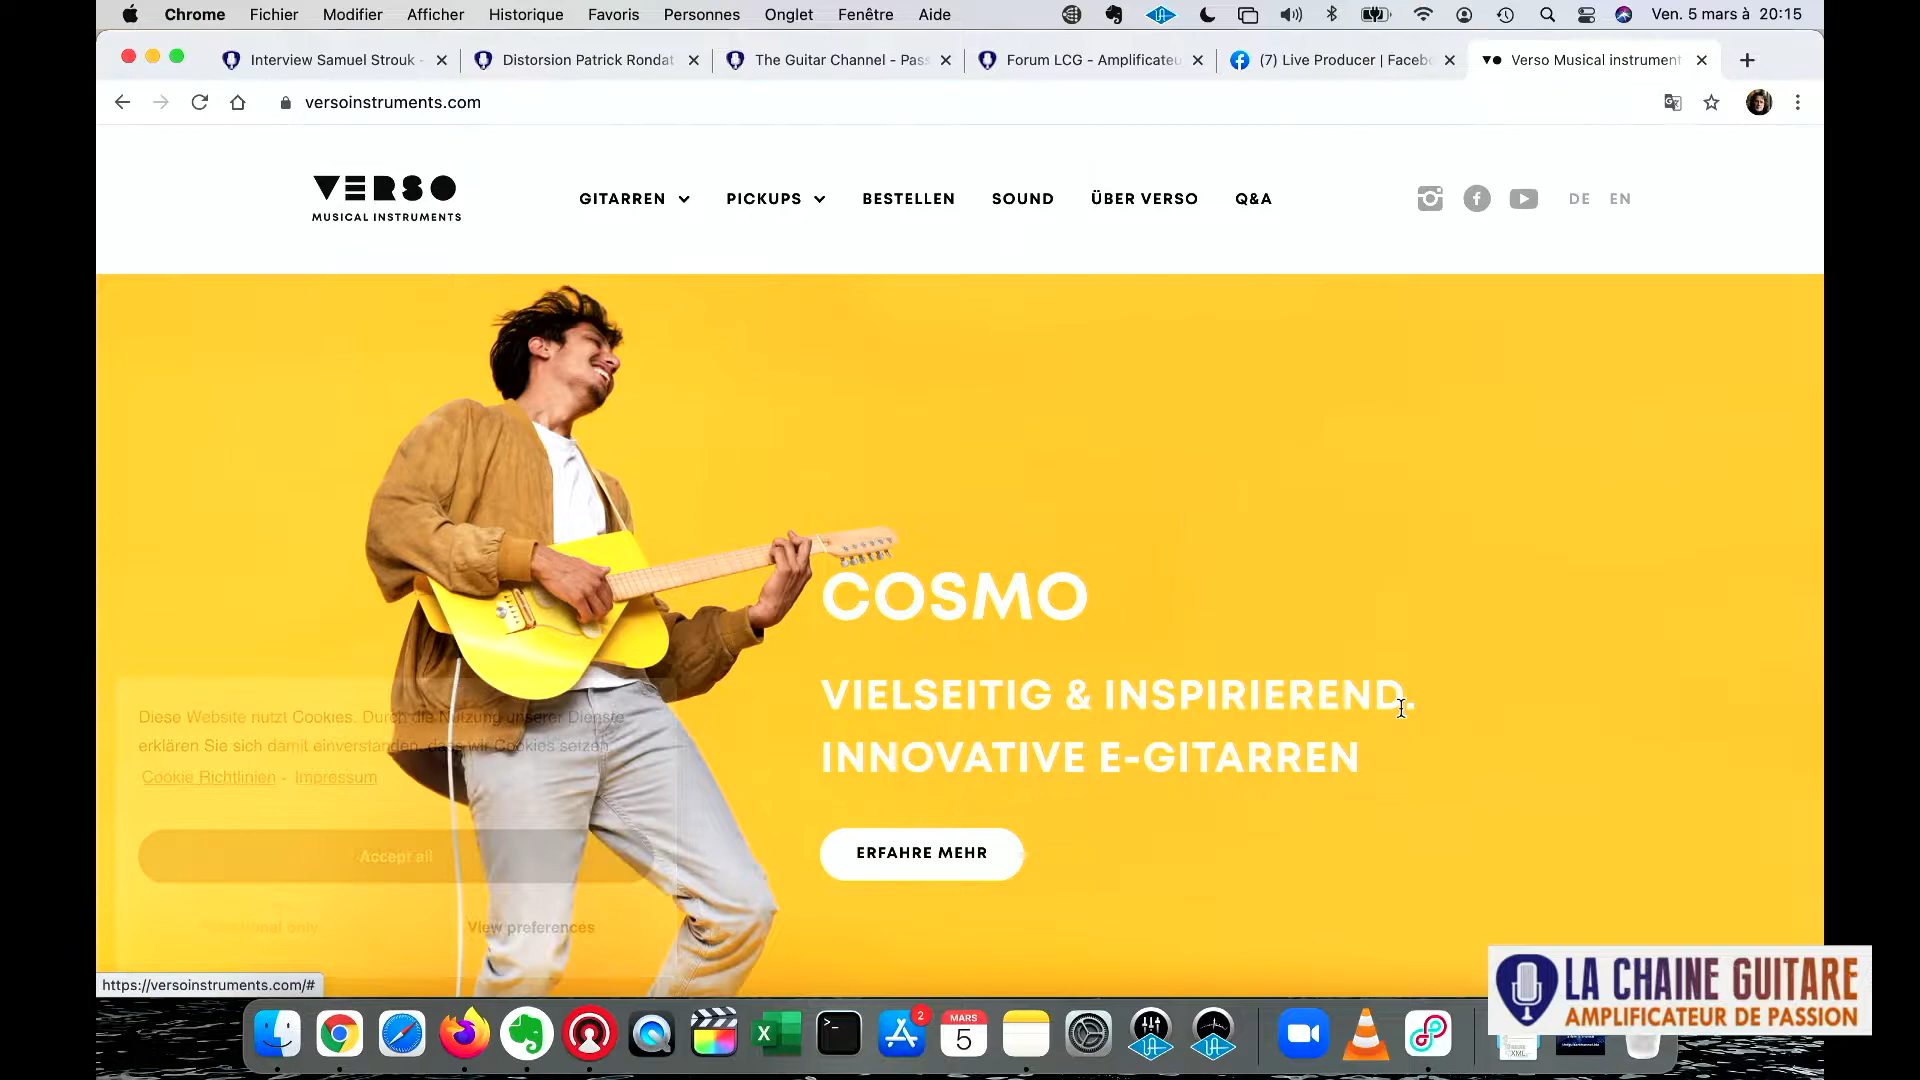 Chrome Fichier Modifier Afficher Historique Favoris Personnes Onglet Fenêtre Aide Ven. 5 mars à 20:15
Interview Samuel Strouk - Distorsion Patrick Rondat The Guitar Channel - Pass Forum LCG - Amplificateu (7) Live Producer | Faceb Verso Musical instrument
versoinstruments.com
VERSO
MUSICAL INSTRUMENTS
GITARREN PICKUPS BESTELLEN SOUND ÜBER VERSO Q&A DE EN
COSMO
VIELSEITIG & INSPIRIEREND.
INNOVATIVE E-GITARREN
ERFAHRE MEHR
Diese Website nutzt Cookies. Durch die Nutzung unserer Dienste
erklären Sie sich damit einverstanden, dass wir Cookies setzen.
Cookie Richtlinien - Impressum
Accept all
only View preferences
https://versoinstruments.com/#
2
MARS
5
XML
LA CHAINE GUITARE
AMPLIFICATEUR DE PASSION